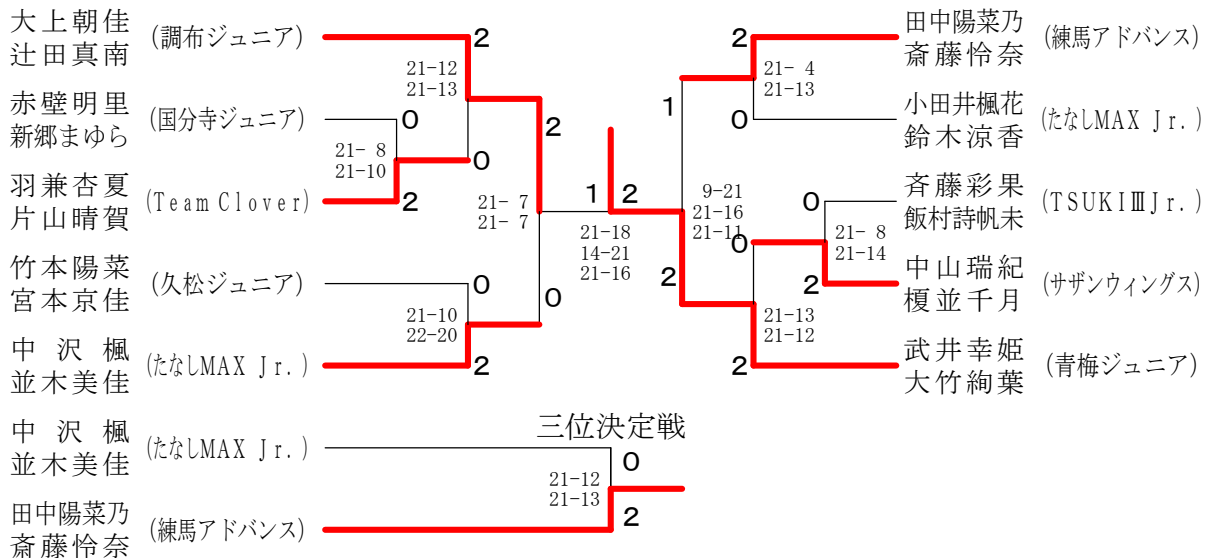 大上朝佳
辻田真南
(調布ジュニア)
2
21-12
21-13
赤壁明里
新郷まゆら
(国分寺ジュニア)
0
21- 8
21-10
0
羽兼杏夏
片山晴賀
(Team Clover)
2
2
21- 7
21- 7
竹本陽菜
宮本京佳
(久松ジュニア)
0
21-10
22-20
0
中沢楓
並木美佳
(たなしMAX Jr.)
2
1
2
21-18
14-21
21-16
田中陽菜乃
斎藤怜奈
(練馬アドバンス)
2
21- 4
21-13
1
小田井楓花
鈴木涼香
(たなしMAX Jr.)
0
9-21
21-16
21-11
斉藤彩果
飯村詩帆未
(TSUKIⅢJr.)
0
21- 8
21-14
0
中山瑞紀
榎並千月
(サザンウィングス)
2
2
21-13
21-12
武井幸姫
大竹絢葉
(青梅ジュニア)
2
三位決定戦
中沢楓
並木美佳
(たなしMAX Jr.)
0
21-12
21-13
田中陽菜乃
斎藤怜奈
(練馬アドバンス)
2